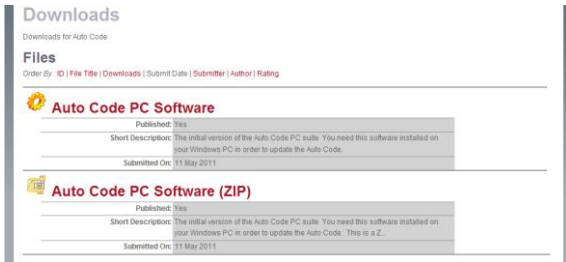 Downloads
Downloads for Auto Code
Files
Order By : ID | File Title | Downloads | Submit Date | Submitter | Author | Rating
Auto Code PC Software
Published: Yes
Short Description: The initial version of the Auto Code PC suite. You need this software installed on
your Windows PC in order to update the Auto Code.
Submitted On: 11 May 2011
Auto Code PC Software (ZIP)
Published: Yes
Short Description: The initial version of the Auto Code PC suite. You need this software installed on
your Windows PC in order to update the Auto Code. This is a Z...
Submitted On: 11 May 2011